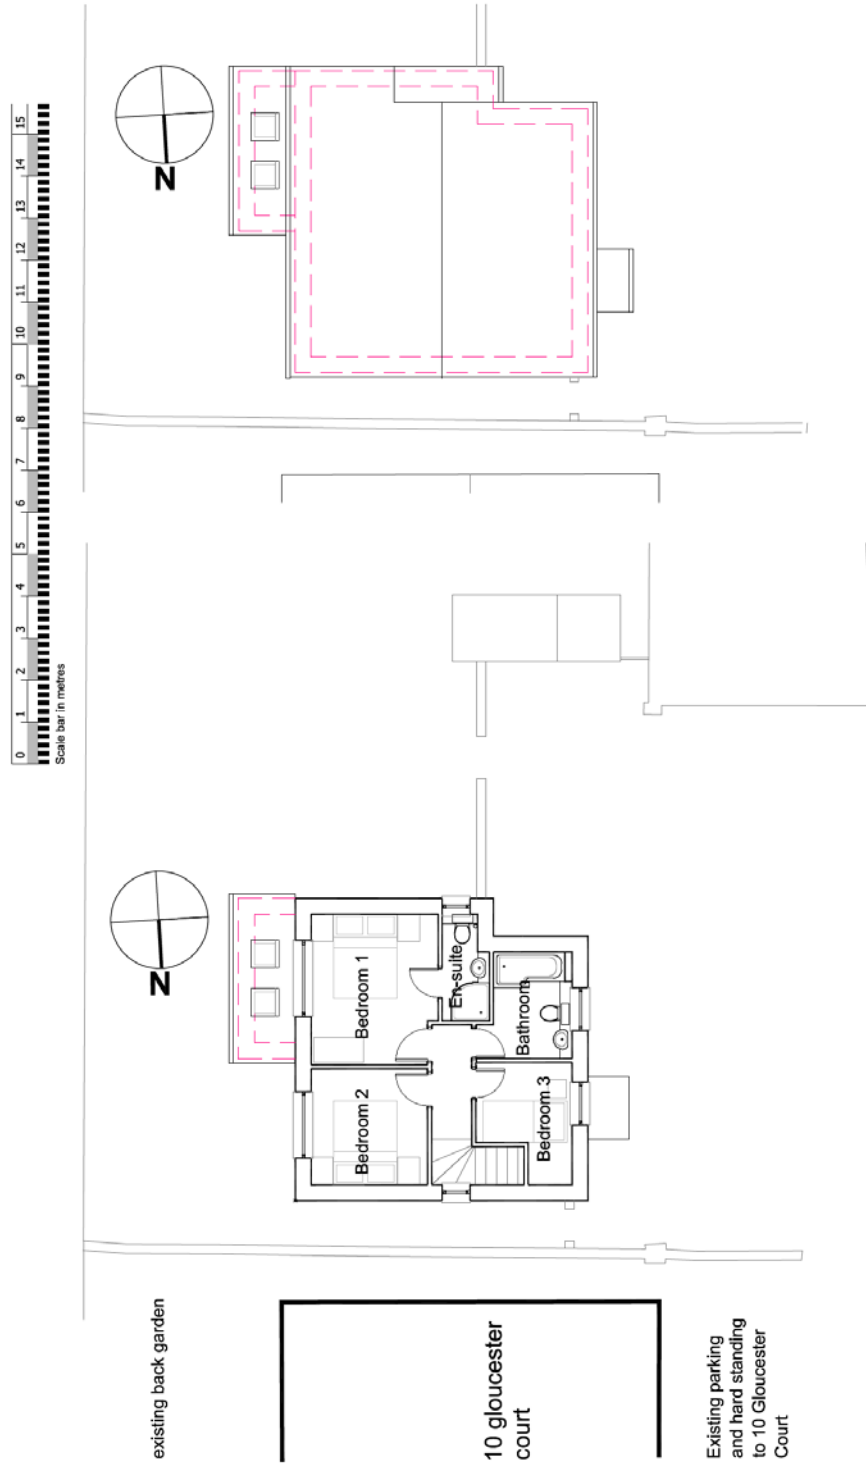 0 1 2 3 4 5 6 7 8 9 10 11 12 13 14 15
Scale bar in metres
N
N
existing back garden
Bedroom 2
Bedroom 1
En-suite
Bathroom
Bedroom 3
10 gloucester
court
Existing parking
and hard standing
to 10 Gloucester
Court